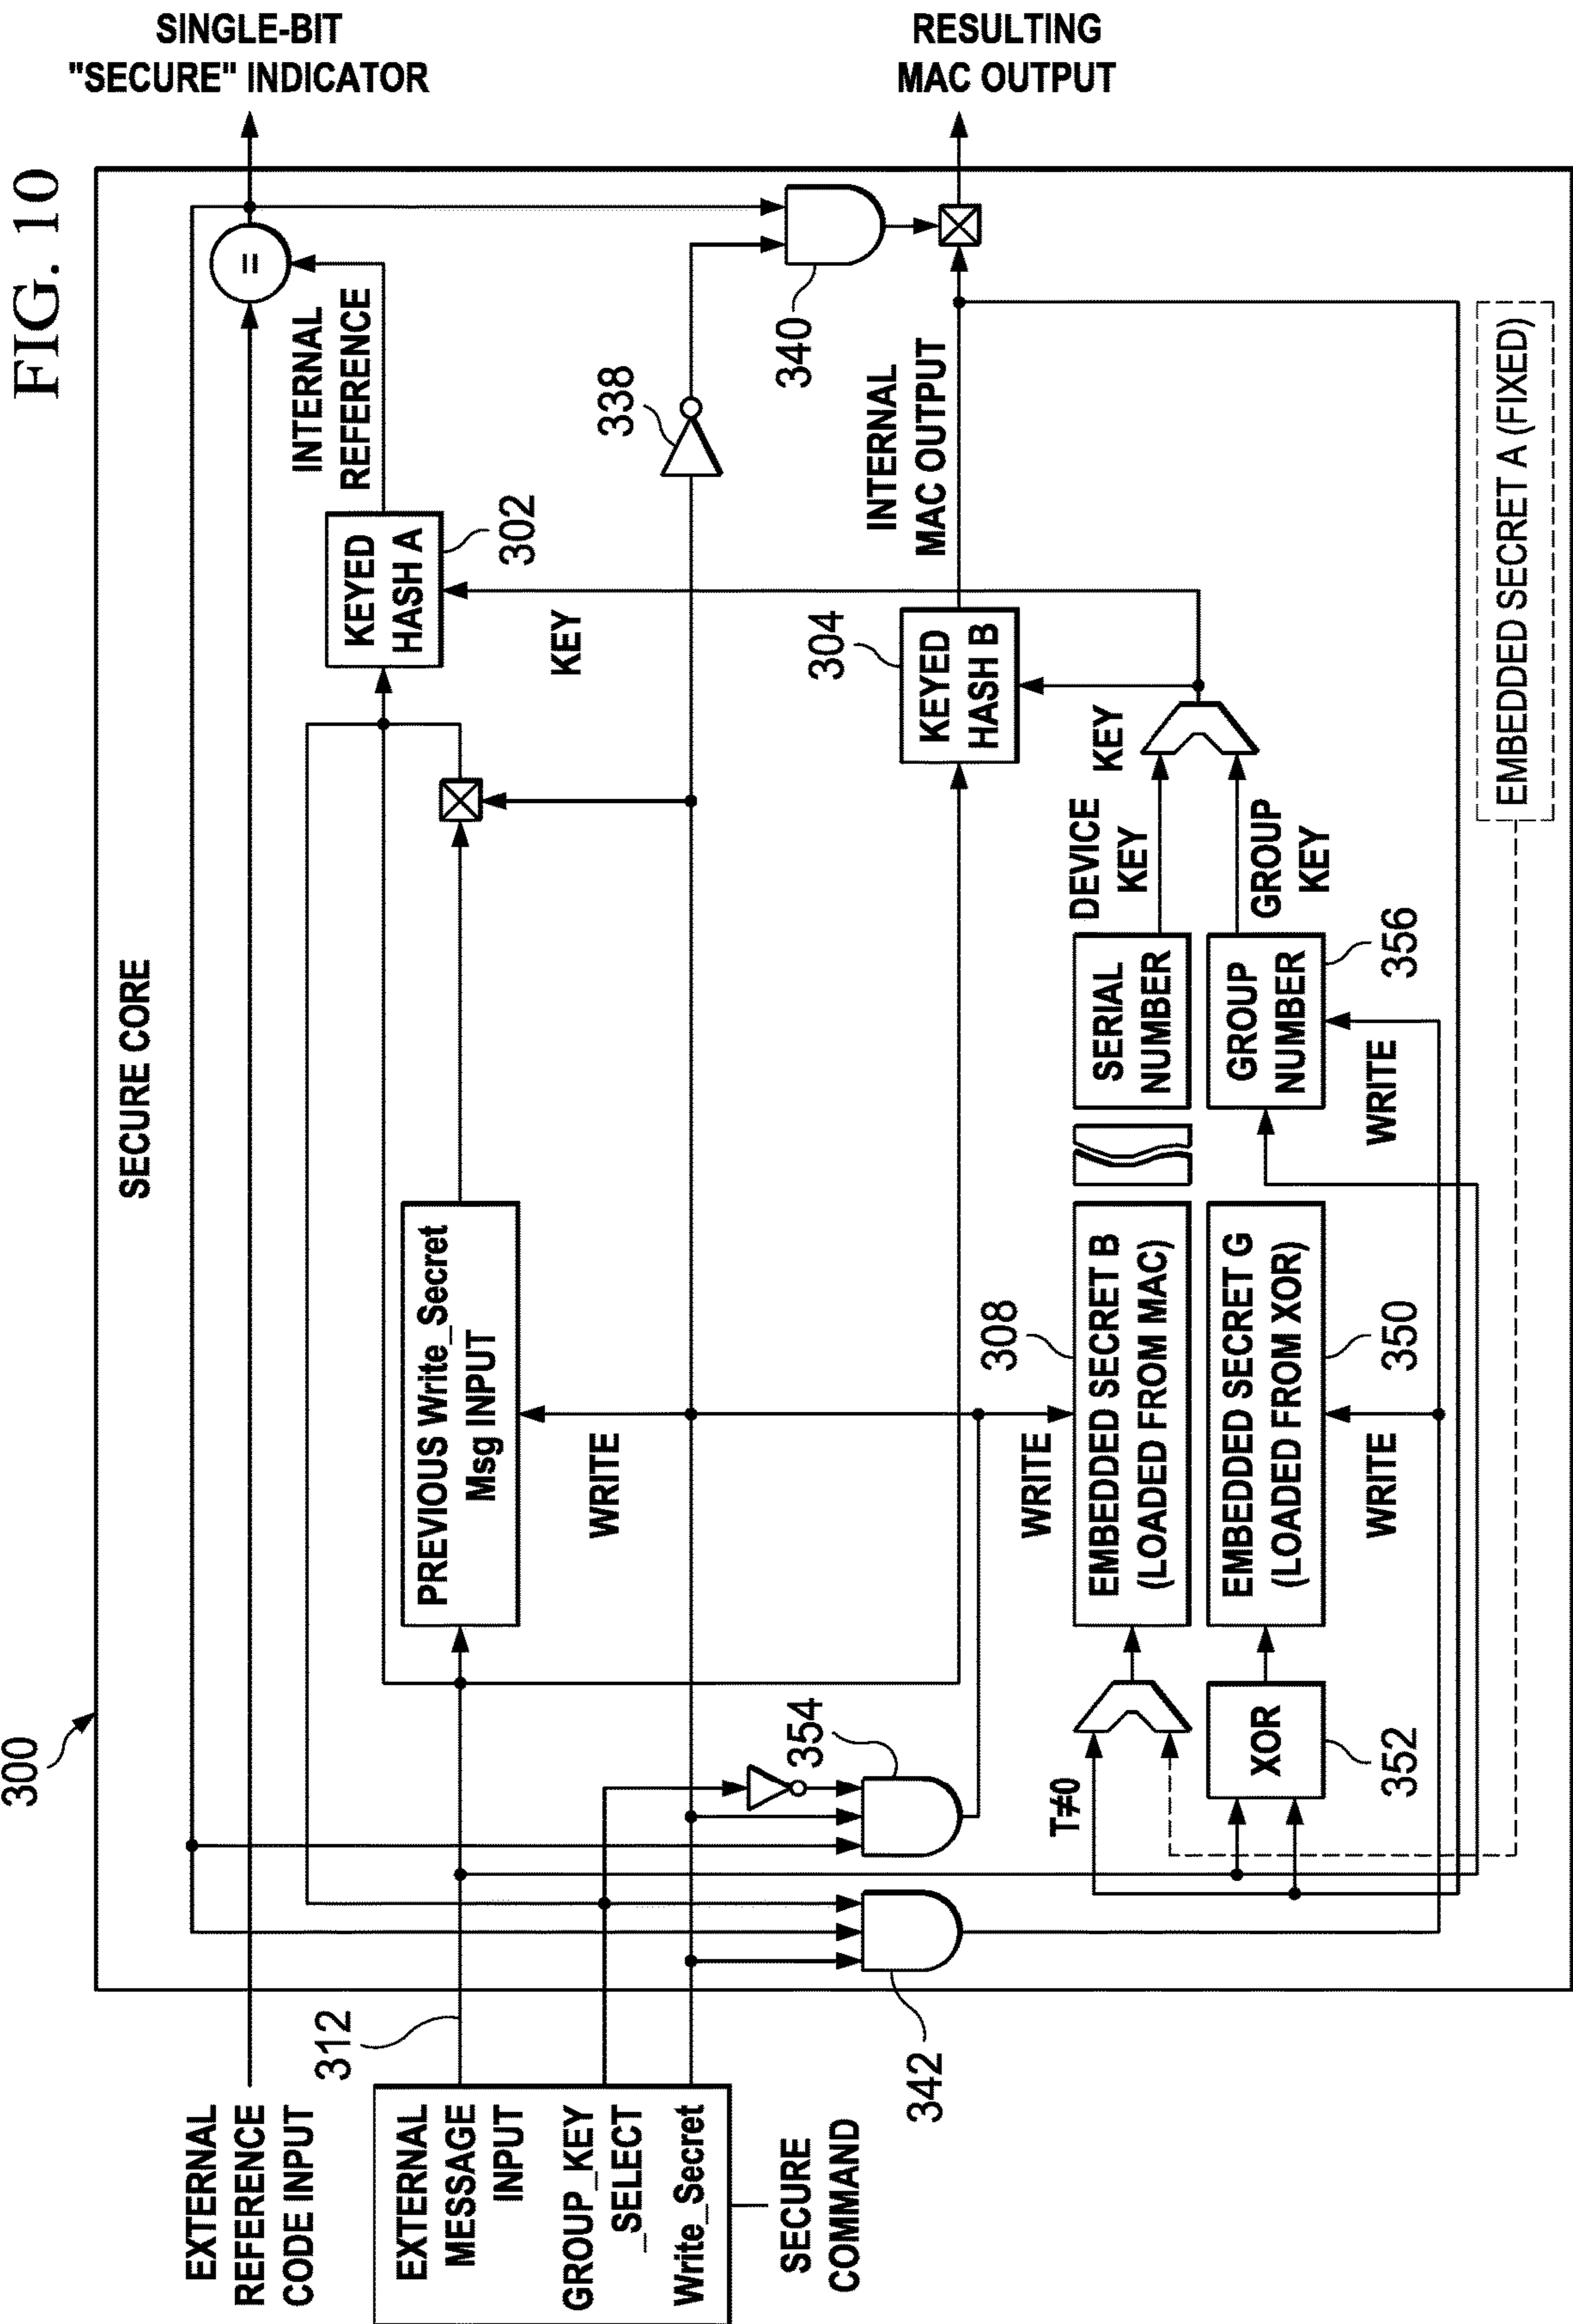 FIG. 10
300
SECURE CORE
SINGLE-BIT
"SECURE" INDICATOR
RESULTING
MAC OUTPUT
EXTERNAL
REFERENCE
CODE INPUT
=
INTERNAL
REFERENCE
312
EXTERNAL
MESSAGE
INPUT
GROUP_KEY
_SELECT
Write_Secret
SECURE
COMMAND
PREVIOUS Write_Secret
Msg INPUT
WRITE
KEYED
HASH A
302
KEY
338
340
342
354
INTERNAL
MAC OUTPUT
304
KEYED
HASH B
KEY
T≠0
WRITE
308
EMBEDDED SECRET B
(LOADED FROM MAC)
SERIAL
NUMBER
DEVICE
KEY
XOR
352
EMBEDDED SECRET G
(LOADED FROM XOR)
350
WRITE
GROUP
NUMBER
356
WRITE
GROUP
KEY
EMBEDDED SECRET A (FIXED)